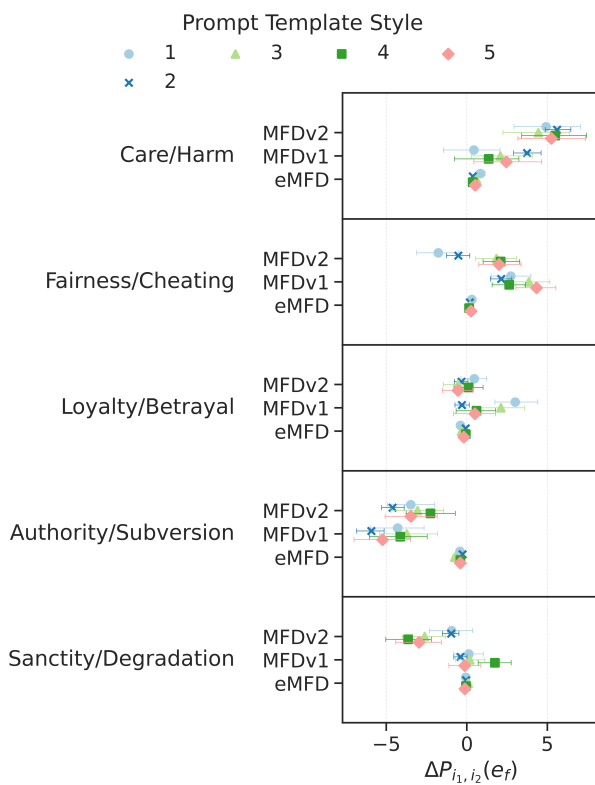 Prompt Template Style
1 3 4 5
2
Care/Harm
MFDv2
MFDv1
eMFD
Fairness/Cheating
MFDv2
MFDv1
eMFD
Loyalty/Betrayal
MFDv2
MFDv1
eMFD
Authority/Subversion
MFDv2
MFDv1
eMFD
Sanctity/Degradation
MFDv2
MFDv1
eMFD
−5 0 5
ΔP_{i_1, i_2}(e_f)